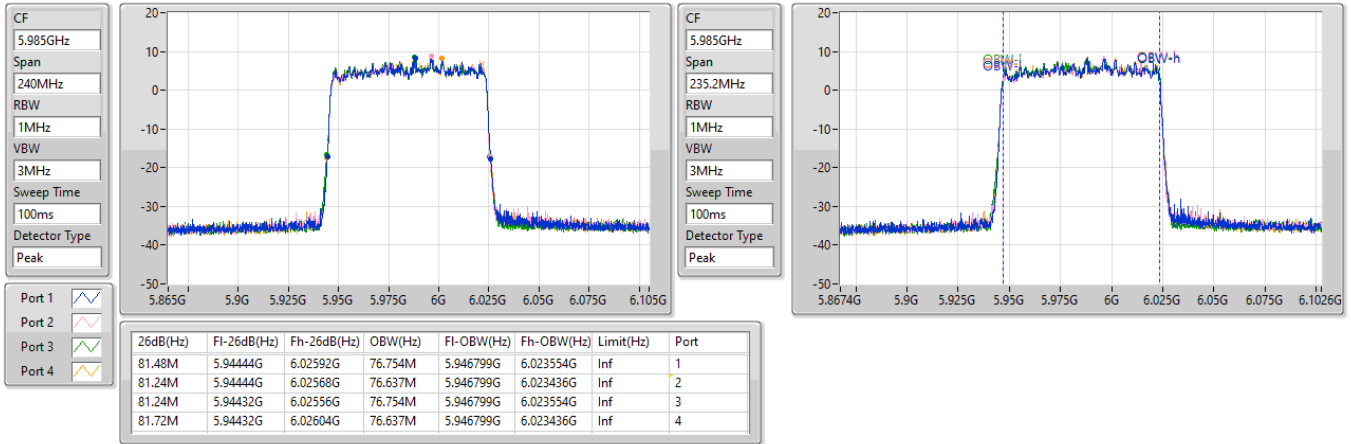 CF
5.985GHz
Span
240MHz
RBW
1MHz
VBW
3MHz
Sweep Time
100ms
Detector Type
Peak
20
10
0
-10
-20
-30
-40
-50
5.865G 5.9G 5.925G 5.95G 5.975G 6G 6.025G 6.05G 6.075G 6.105G
CF
5.985GHz
Span
235.2MHz
RBW
1MHz
VBW
3MHz
Sweep Time
100ms
Detector Type
Peak
20
10
0
-10
-20
-30
-40
-50
OBW-h
5.8674G 5.9G 5.925G 5.95G 5.975G 6G 6.025G 6.05G 6.075G 6.1026G
Port 1
Port 2
Port 3
Port 4
26dB(Hz) Fl-26dB(Hz) Fh-26dB(Hz) OBW(Hz) Fl-OBW(Hz) Fh-OBW(Hz) Limit(Hz) Port
81.48M 5.94444G 6.02592G 76.754M 5.946799G 6.023554G Inf 1
81.24M 5.94444G 6.02568G 76.637M 5.946799G 6.023436G Inf 2
81.24M 5.94432G 6.02556G 76.754M 5.946799G 6.023554G Inf 3
81.72M 5.94432G 6.02604G 76.637M 5.946799G 6.023436G Inf 4